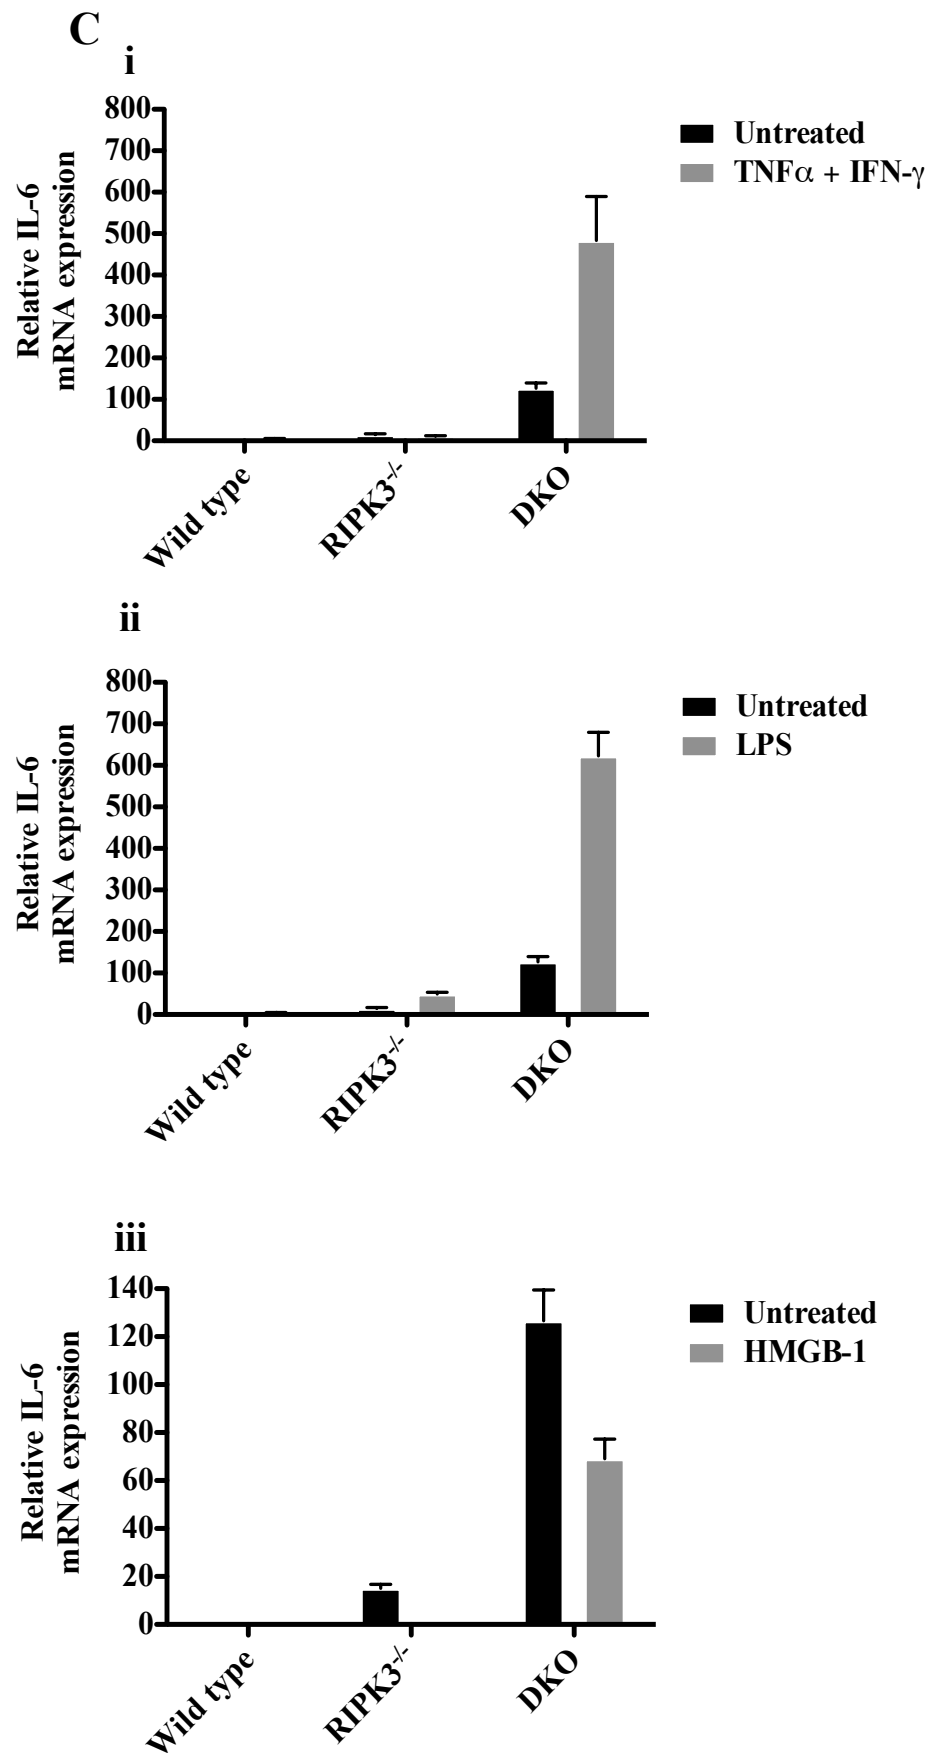 C
i
800
700
600
500
400
300
200
100
0
Relative IL-6
mRNA expression
Untreated
TNFα + IFN-γ
Wild type
RIPK3-/-
DKO
ii
800
700
600
500
400
300
200
100
0
Relative IL-6
mRNA expression
Untreated
LPS
Wild type
RIPK3-/-
DKO
iii
140
120
100
80
60
40
20
0
Relative IL-6
mRNA expression
Untreated
HMGB-1
Wild type
RIPK3-/-
DKO